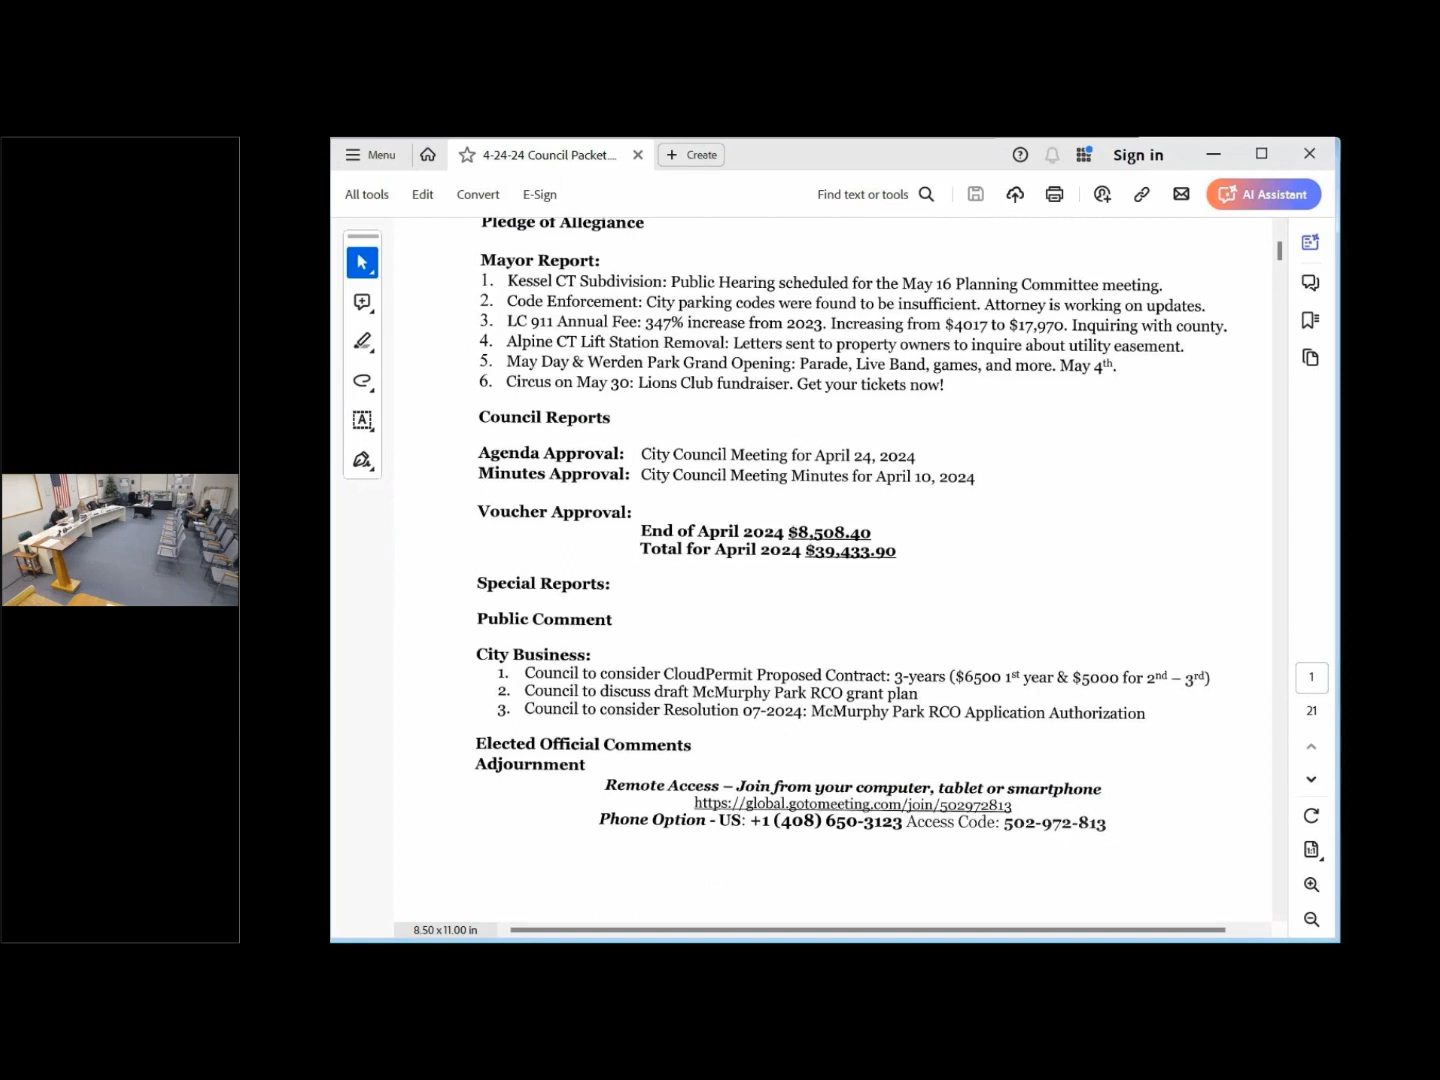 Menu
4-24-24 Council Packet....
Create
Sign in
All tools
Edit
Convert
E-Sign
Find text or tools
AI Assistant
Pledge of Allegiance
Mayor Report:
1. Kessel CT Subdivision: Public Hearing scheduled for the May 16 Planning Committee meeting.
2. Code Enforcement: City parking codes were found to be insufficient. Attorney is working on updates.
3. LC 911 Annual Fee: 347% increase from 2023. Increasing from $4017 to $17,970. Inquiring with county.
4. Alpine CT Lift Station Removal: Letters sent to property owners to inquire about utility easement.
5. May Day & Werden Park Grand Opening: Parade, Live Band, games, and more. May 4th.
6. Circus on May 30: Lions Club fundraiser. Get your tickets now!
Council Reports
Agenda Approval: City Council Meeting for April 24, 2024
Minutes Approval: City Council Meeting Minutes for April 10, 2024
Voucher Approval:
End of April 2024 $8,508.40
Total for April 2024 $39,433.90
Special Reports:
Public Comment
City Business:
1. Council to consider CloudPermit Proposed Contract: 3-years ($6500 1st year & $5000 for 2nd – 3rd)
2. Council to discuss draft McMurphy Park RCO grant plan
3. Council to consider Resolution 07-2024: McMurphy Park RCO Application Authorization
Elected Official Comments
Adjournment
Remote Access – Join from your computer, tablet or smartphone
https://global.gotomeeting.com/join/502972813
Phone Option - US: +1 (408) 650-3123 Access Code: 502-972-813
1
21
8.50 x 11.00 in